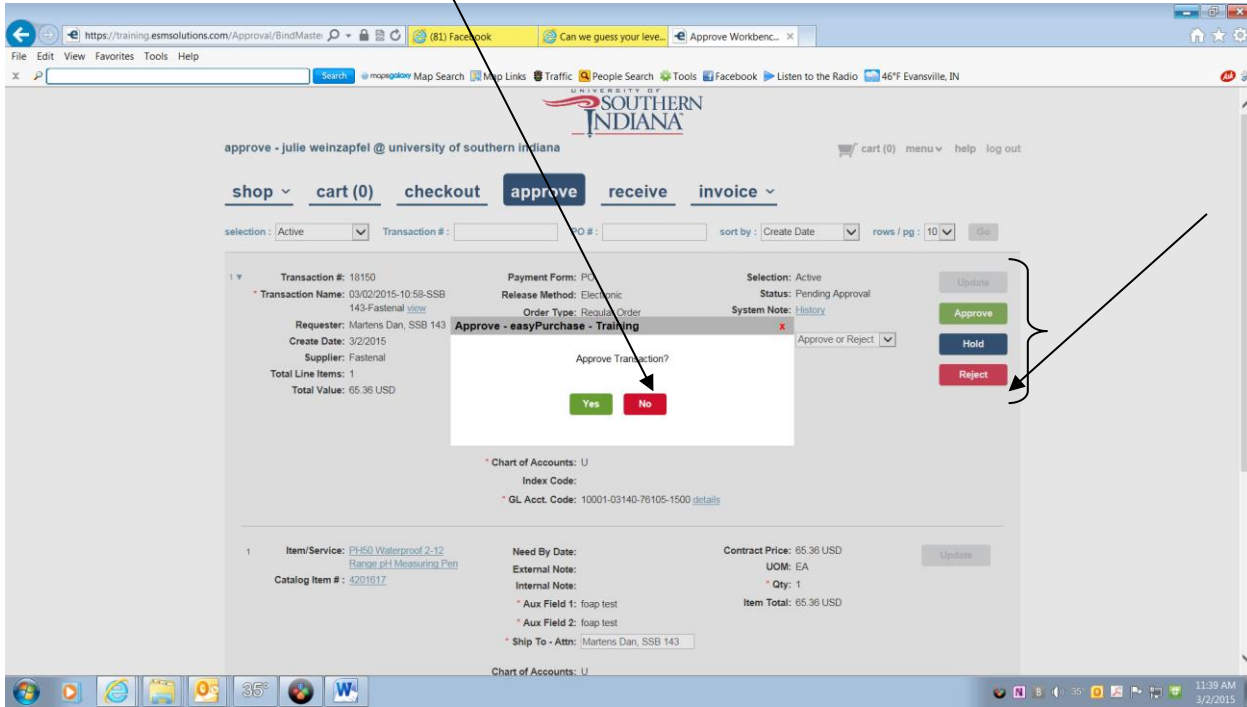 https://training.esmsolutions.com/Approval/BindMaste
(81) Facebook
Can we guess your leve...
Approve Workbenc...
File Edit View Favorites Tools Help
x
Search
mapsgalaxy Map Search Map Links Traffic People Search Tools Facebook Listen to the Radio 46°F Evansville, IN
UNIVERSITY OF
SOUTHERN
INDIANA
approve - julie weinzapfel @ university of southern indiana
cart (0) menu help log out
shop cart (0) checkout approve receive invoice
selection : Active Transaction # : PO # : sort by : Create Date rows / pg : 10 Go
1 Transaction #: 18150 Payment Form: PO Selection: Active
Update
* Transaction Name: 03/02/2015-10:58-SSB Release Method: Electronic Status: Pending Approval
143-Fastenal view Order Type: Regular Order System Note: History
Approve
Requester: Martens Dan, SSB 143
Approve - easyPurchase - Training x
Approve or Reject
Create Date: 3/2/2015
Hold
Supplier: Fastenal
Approve Transaction?
Total Line Items: 1
Reject
Total Value: 65.36 USD
Yes No
* Chart of Accounts: U
Index Code:
* GL Acct. Code: 10001-03140-76105-1500 details
1 Item/Service: PH50 Waterproof 2-12 Need By Date: Contract Price: 65.36 USD Update
Range pH Measuring Pen External Note: UOM: EA
Catalog Item # : 4201617 Internal Note: * Qty: 1
* Aux Field 1: foap test Item Total: 65.36 USD
* Aux Field 2: foap test
* Ship To - Attn: Martens Dan, SSB 143
Chart of Accounts: U
35°
35°
11:39 AM
3/2/2015